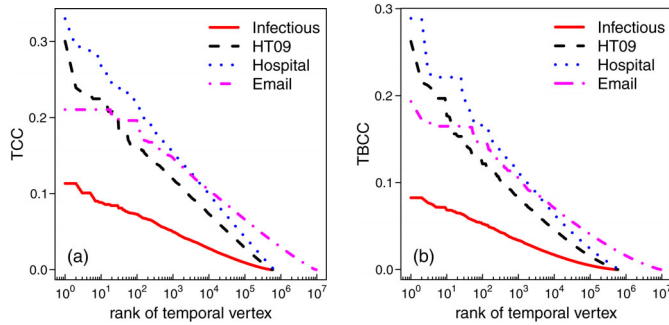 Infectious
HT09
Hospital
Email
0.3
0.2
0.1
0.0
TCC
(a)
10^0 10^1 10^2 10^3 10^4 10^5 10^6 10^7
rank of temporal vertex
Infectious
HT09
Hospital
Email
0.3
0.2
0.1
0.0
TBCC
(b)
10^0 10^1 10^2 10^3 10^4 10^5 10^6 10^7
rank of temporal vertex